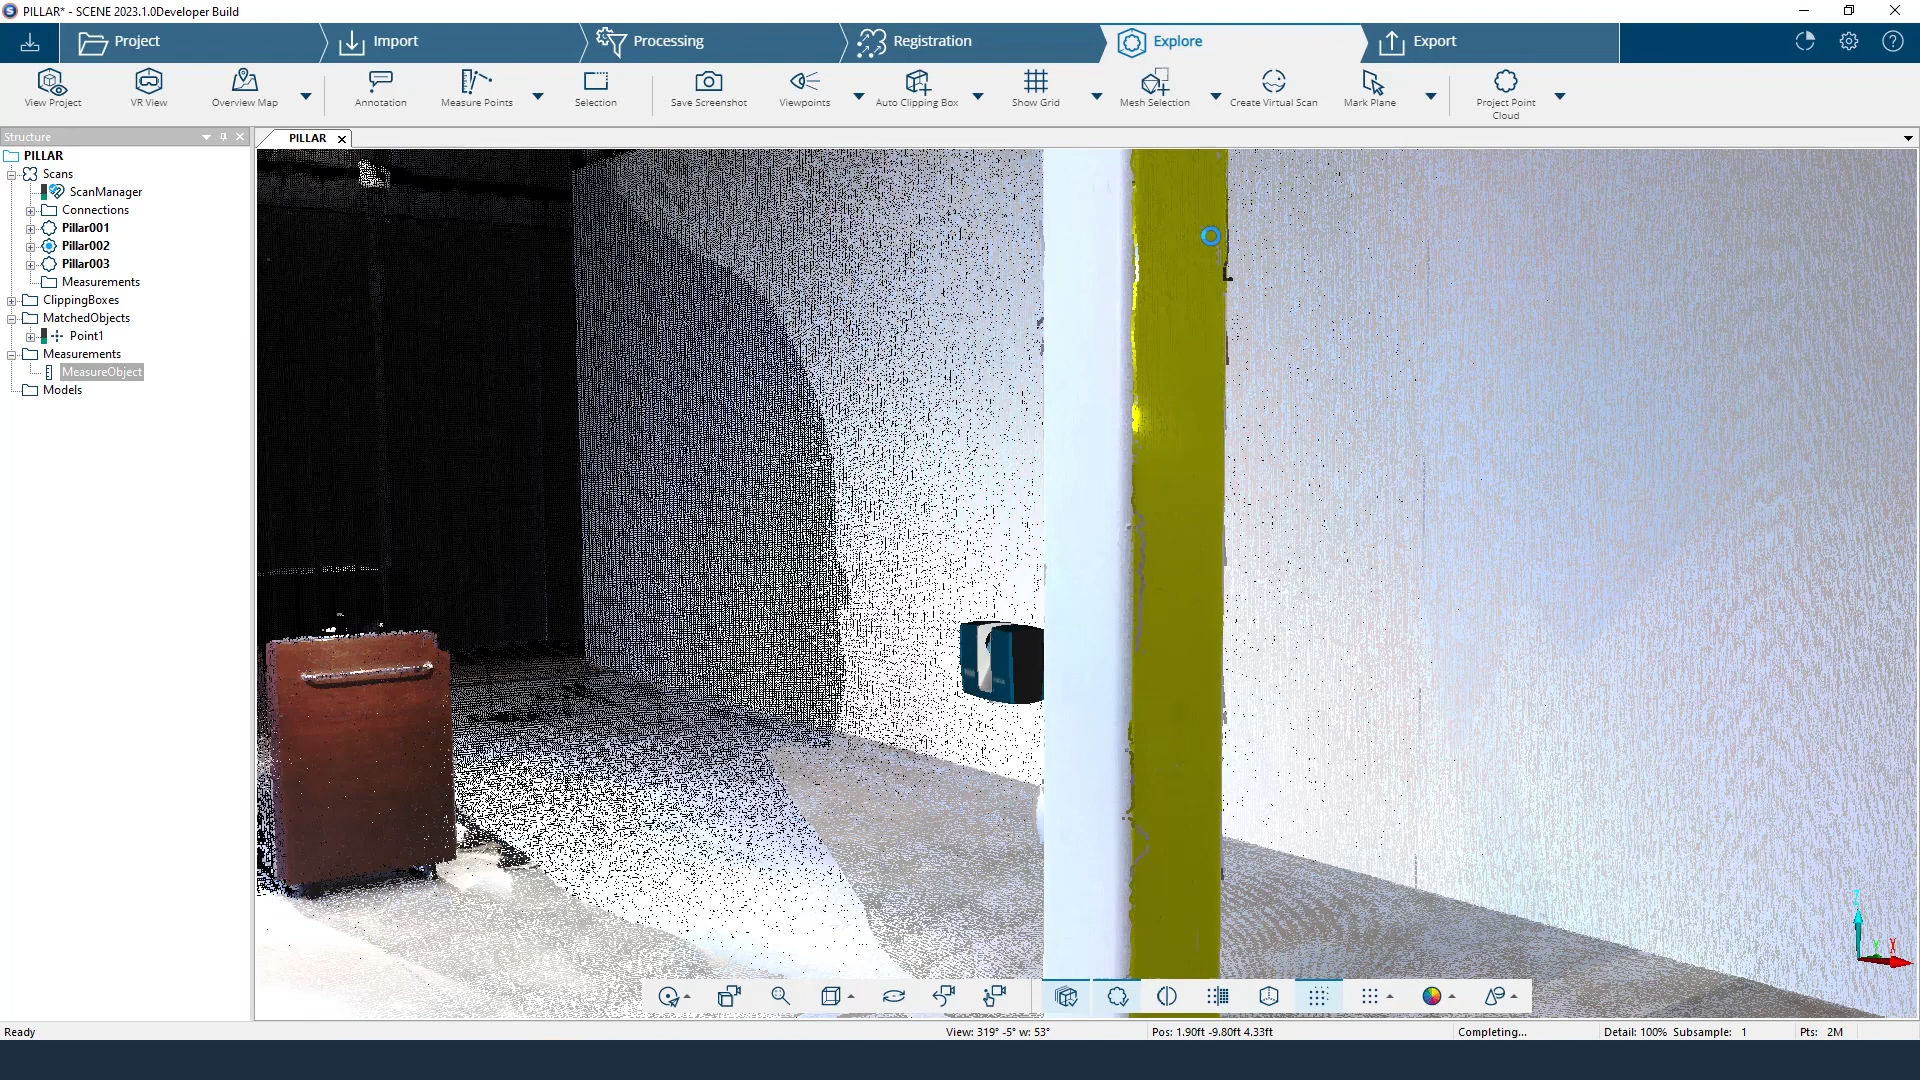 PILLAR* - SCENE 2023.1.0Developer Build
Project
Import
Processing
Registration
Explore
Export
View Project
VR View
Overview Map
Annotation
Measure Points
Selection
Save Screenshot
Viewpoints
Auto Clipping Box
Show Grid
Mesh Selection
Create Virtual Scan
Mark Plane
Project Point
Cloud
Structure
PILLAR
PILLAR
Scans
ScanManager
Connections
Pillar001
Pillar002
Pillar003
Measurements
ClippingBoxes
MatchedObjects
Point1
Measurements
MeasureObject
Models
Z
Y
X
Ready
View: 319° -5° w: 53°
Pos: 1.90ft -9.80ft 4.33ft
Completing...
Detail: 100% Subsample: 1
Pts: 2M